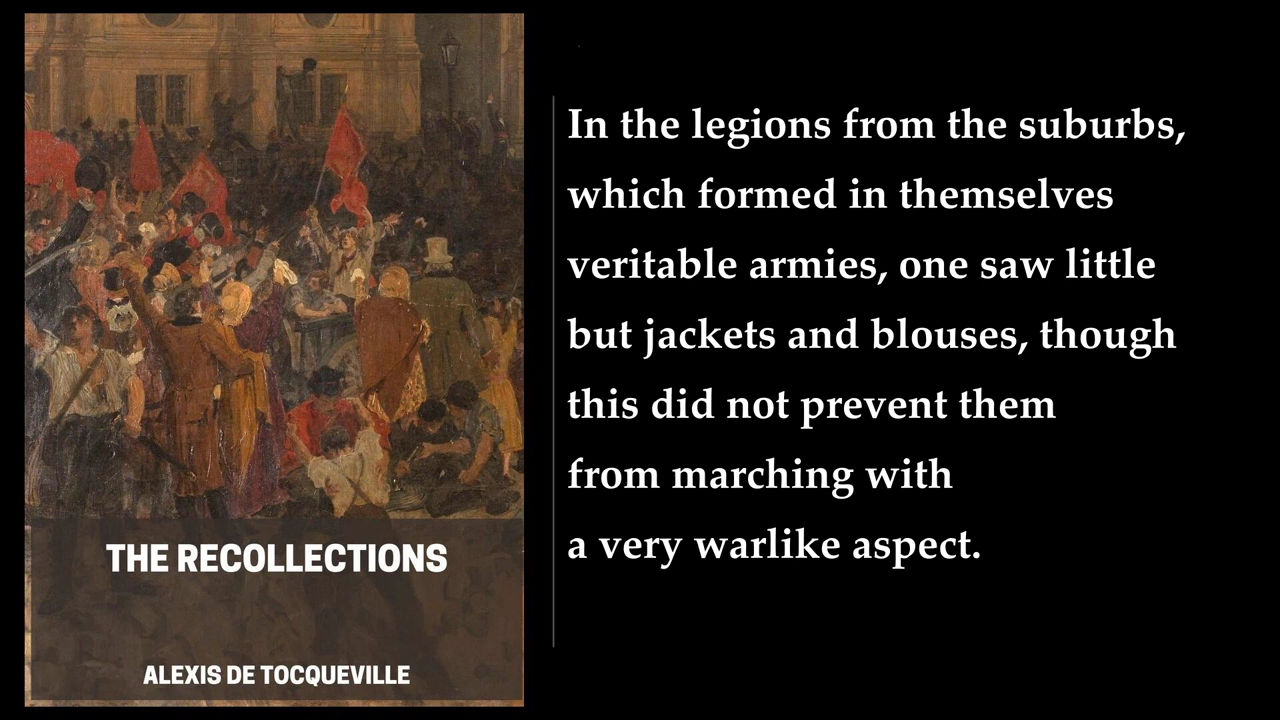 THE RECOLLECTIONS
ALEXIS DE TOCQUEVILLE
In the legions from the suburbs,
which formed in themselves
veritable armies, one saw little
but jackets and blouses, though
this did not prevent them
from marching with
a very warlike aspect.